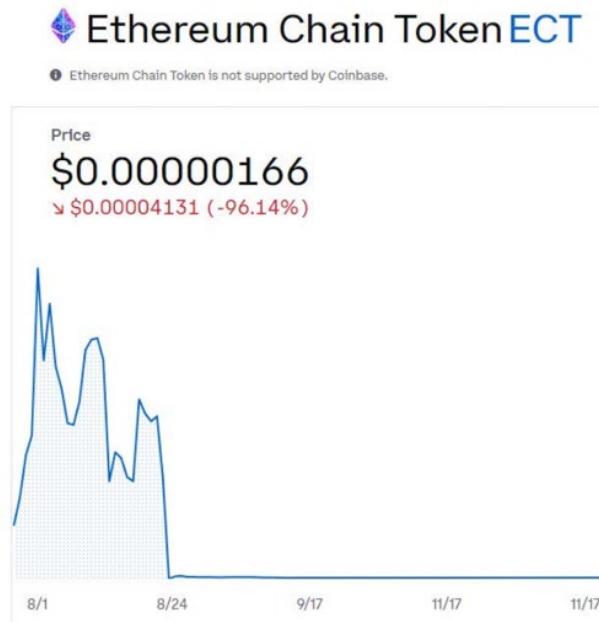 Ethereum Chain Token ECT
Ethereum Chain Token is not supported by Coinbase.
Price
$0.00000166
↘ $0.00004131 (-96.14%)
8/1 8/24 9/17 11/17 11/17